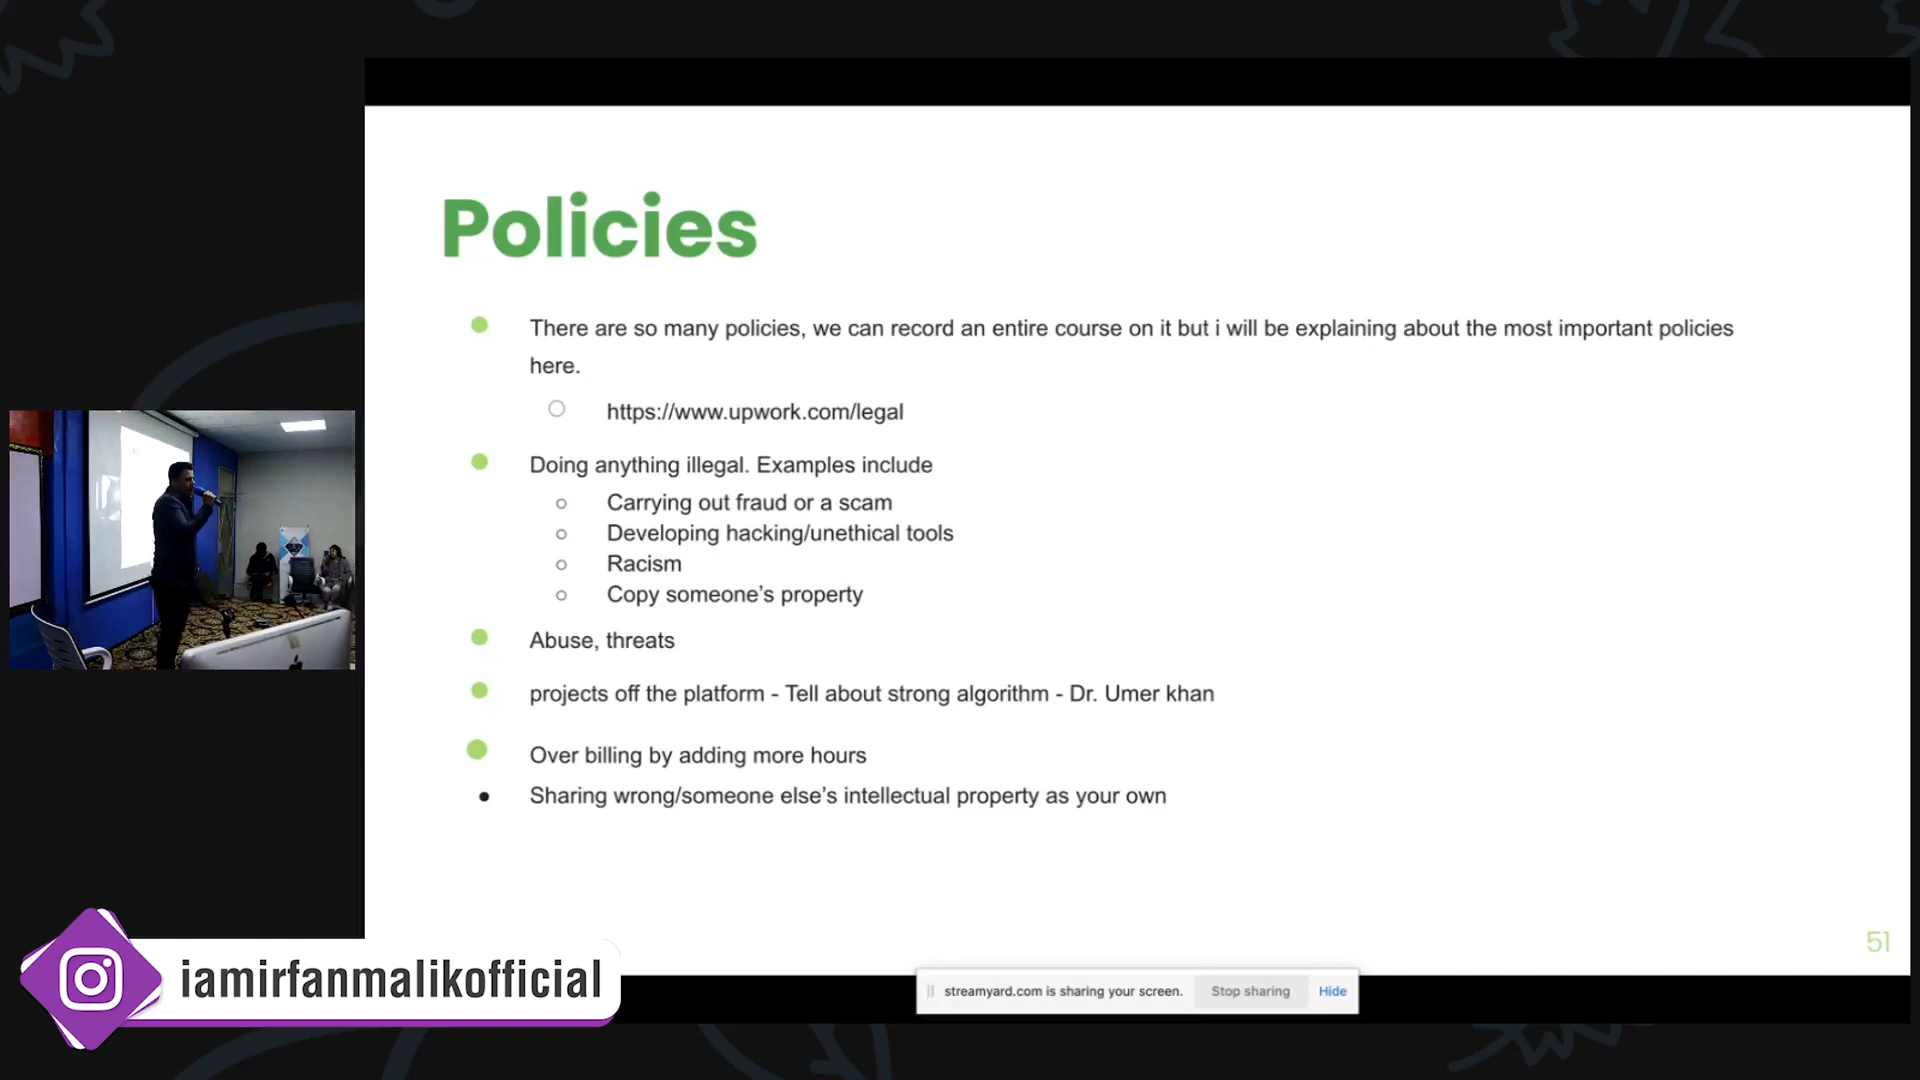 Policies
There are so many policies, we can record an entire course on it but i will be explaining about the most important policies
here.
https://www.upwork.com/legal
Doing anything illegal. Examples include
Carrying out fraud or a scam
Developing hacking/unethical tools
Racism
Copy someone’s property
Abuse, threats
projects off the platform - Tell about strong algorithm - Dr. Umer khan
Over billing by adding more hours
Sharing wrong/someone else’s intellectual property as your own
51
iamirfanmalikofficial
streamyard.com is sharing your screen. Stop sharing Hide